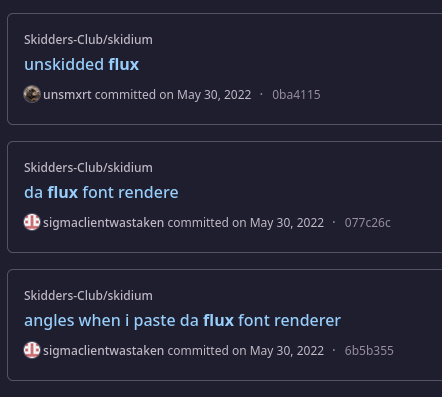 Skidders-Club/skidium
unskidded flux
unsmxrt committed on May 30, 2022 · 0ba4115
Skidders-Club/skidium
da flux font rendere
sigmaclientwastaken committed on May 30, 2022 · 077c26c
Skidders-Club/skidium
angles when i paste da flux font renderer
sigmaclientwastaken committed on May 30, 2022 · 6b5b355